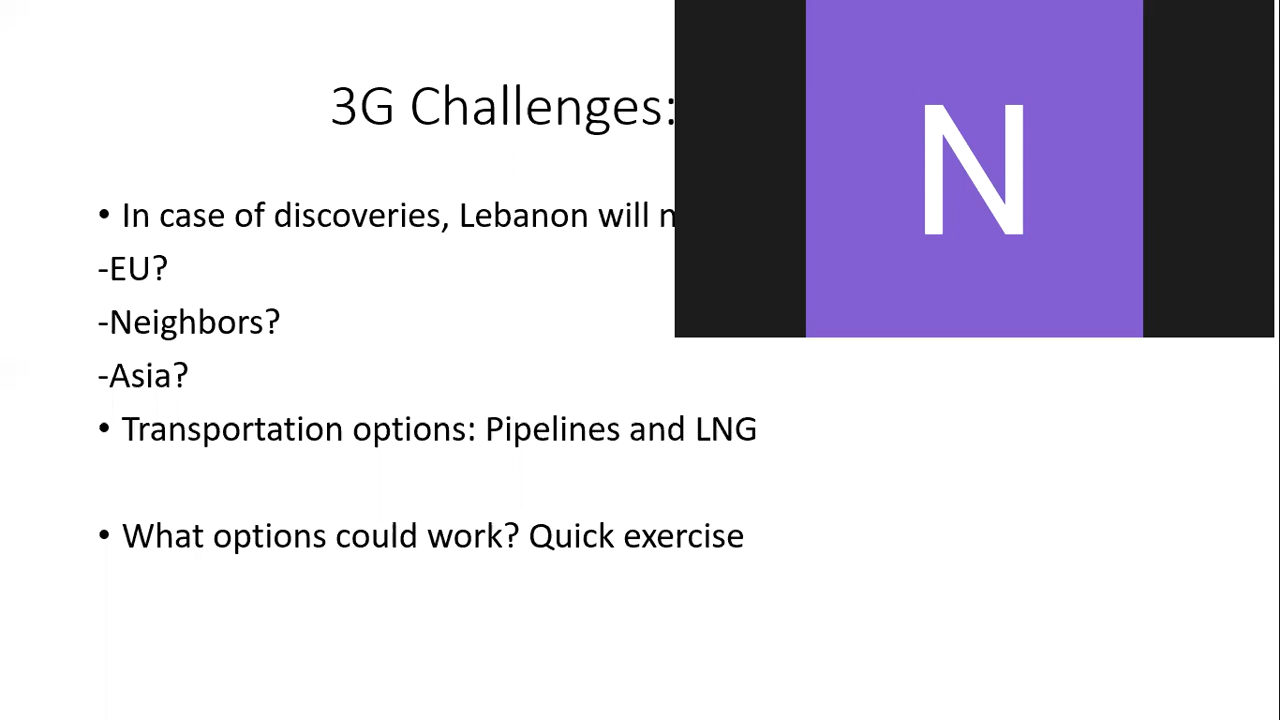 3G Challenges:
N
• In case of discoveries, Lebanon will
-EU?
-Neighbors?
-Asia?
• Transportation options: Pipelines and LNG
• What options could work? Quick exercise